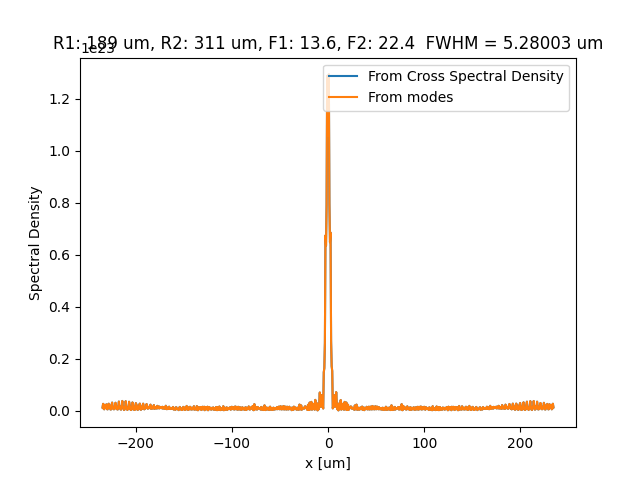 R1: 189 um, R2: 311 um, F1: 13.6, F2: 22.4  FWHM = 5.28003 um
1e23
From Cross Spectral Density
From modes
1.2
1.0
0.8
0.6
0.4
0.2
0.0
Spectral Density
−200 −100 0 100 200
x [um]